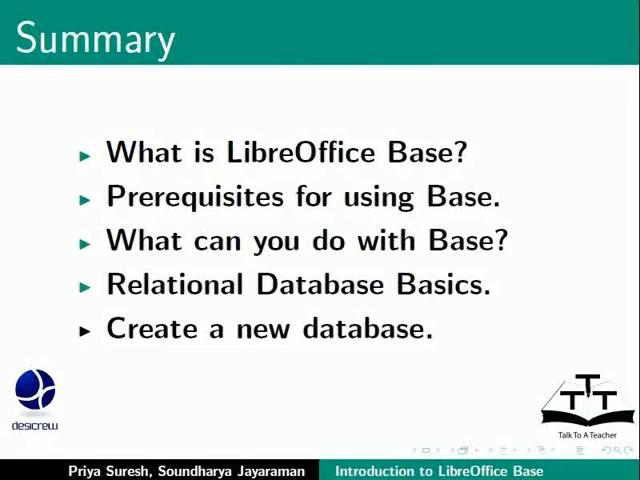 Summary
What is LibreOffice Base?
Prerequisites for using Base.
What can you do with Base?
Relational Database Basics.
Create a new database.
desicrew
TTT
Talk To A Teacher
Priya Suresh, Soundharya Jayaraman
Introduction to LibreOffice Base